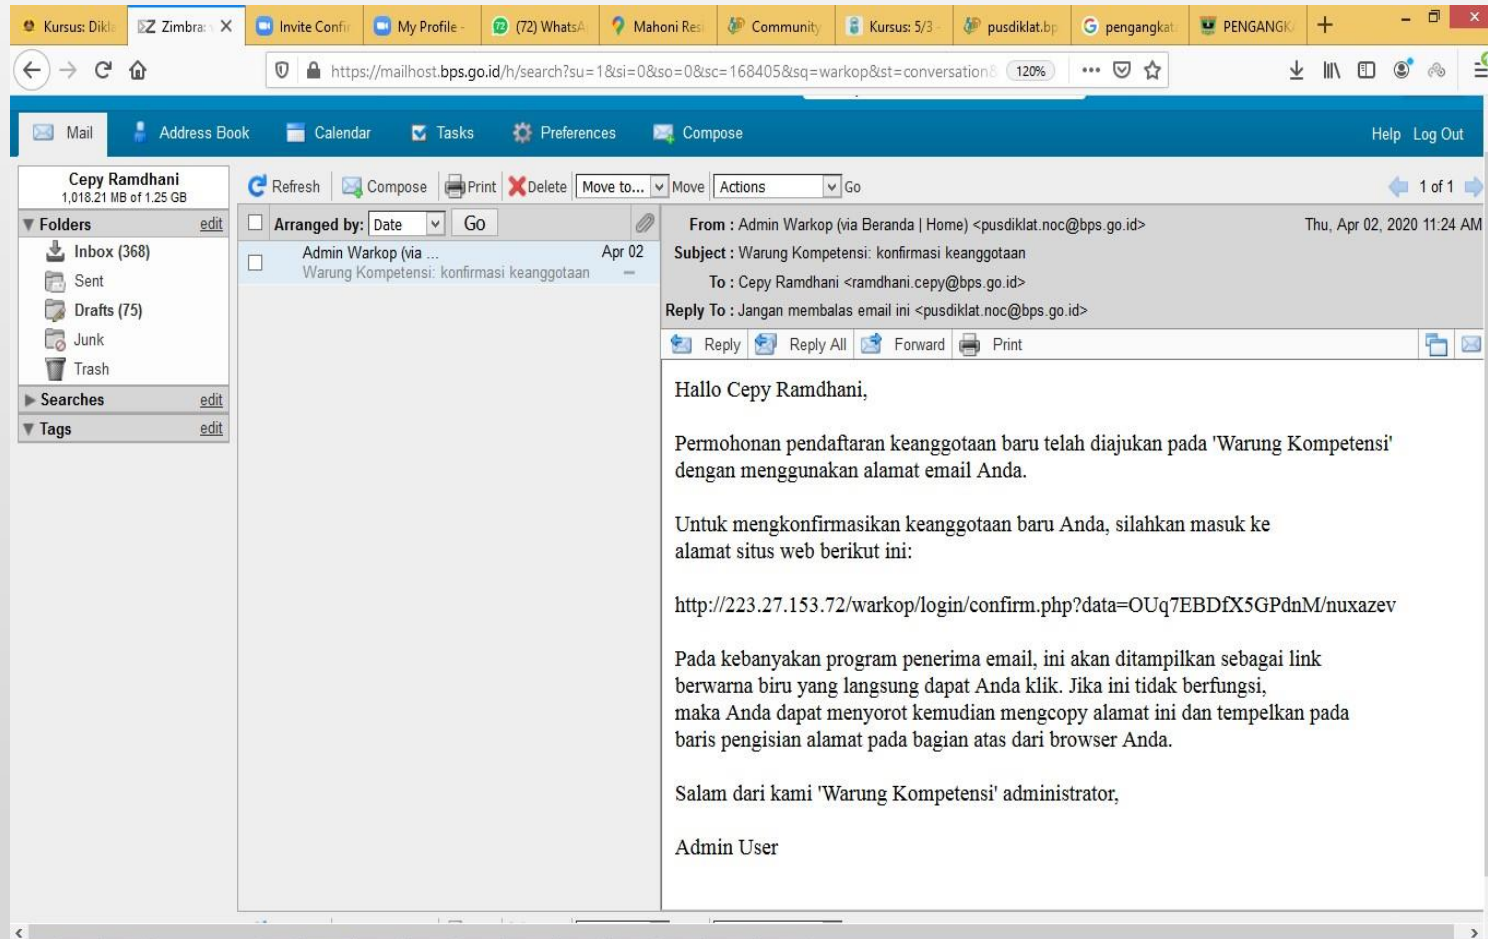 Kursus: Dikla
Zimbra:
Invite Confir
My Profile -
(72) WhatsA
Mahoni Resi
Community
Kursus: 5/3 -
pusdiklat.bp
pengangkat
PENGANGKA
https://mailhost.bps.go.id/h/search?su=1&si=0&so=0&sc=168405&sq=warkop&st=conversation&
120%
Mail
Address Book
Calendar
Tasks
Preferences
Compose
Help Log Out
Cepy Ramdhani
1,018.21 MB of 1.25 GB
Folders edit
Inbox (368)
Sent
Drafts (75)
Junk
Trash
Searches edit
Tags edit
Refresh Compose Print Delete Move to... Move Actions Go 1 of 1
Arranged by: Date Go
Admin Warkop (via ... Apr 02
Warung Kompetensi: konfirmasi keanggotaan
From : Admin Warkop (via Beranda | Home) <pusdiklat.noc@bps.go.id> Thu, Apr 02, 2020 11:24 AM
Subject : Warung Kompetensi: konfirmasi keanggotaan
To : Cepy Ramdhani <ramdhani.cepy@bps.go.id>
Reply To : Jangan membalas email ini <pusdiklat.noc@bps.go.id>
Reply Reply All Forward Print
Hallo Cepy Ramdhani,
Permohonan pendaftaran keanggotaan baru telah diajukan pada 'Warung Kompetensi'
dengan menggunakan alamat email Anda.
Untuk mengkonfirmasikan keanggotaan baru Anda, silahkan masuk ke
alamat situs web berikut ini:
http://223.27.153.72/warkop/login/confirm.php?data=OUq7EBDfX5GPdnM/nuxazev
Pada kebanyakan program penerima email, ini akan ditampilkan sebagai link
berwarna biru yang langsung dapat Anda klik. Jika ini tidak berfungsi,
maka Anda dapat menyorot kemudian mengcopy alamat ini dan tempelkan pada
baris pengisian alamat pada bagian atas dari browser Anda.
Salam dari kami 'Warung Kompetensi' administrator,
Admin User